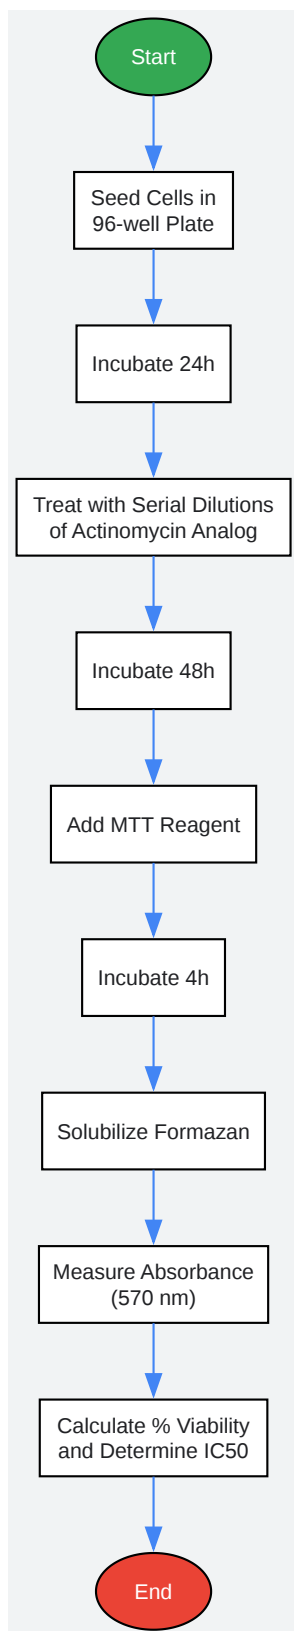 Start
Seed Cells in
96-well Plate
Incubate 24h
Treat with Serial Dilutions
of Actinomycin Analog
Incubate 48h
Add MTT Reagent
Incubate 4h
Solubilize Formazan
Measure Absorbance
(570 nm)
Calculate % Viability
and Determine IC50
End